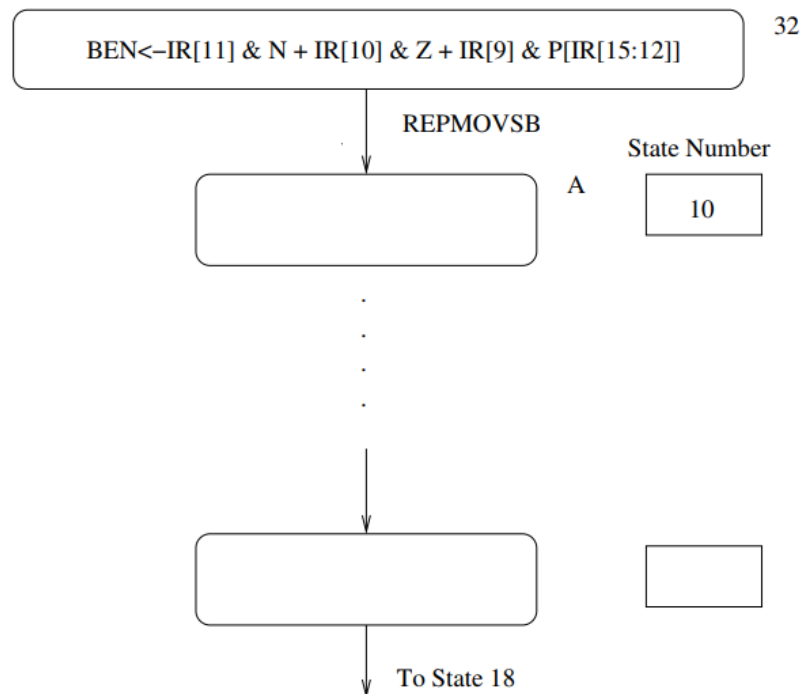 32
BEN<−IR[11] & N + IR[10] & Z + IR[9] & P[IR[15:12]]
REPMOVSB
State Number
A
10
To State 18